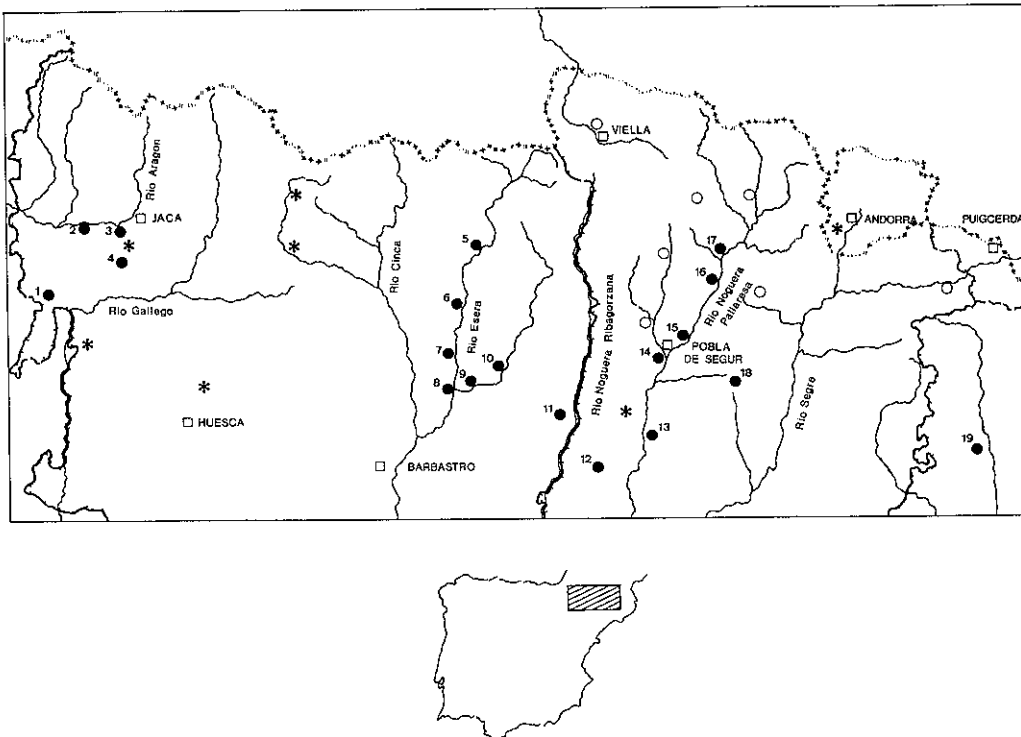 VIELLA
Rio Aragon
JACA
2
3
4
1
Rio Gallego
HUESCA
Rio Cinca
BARBASTRO
5
6
Rio Esera
7
8
9
10
11
12
Rio Noguera Ribagorzana
17
16
Rio Noguera
Pallarasa
15
14
POBLA
DE SEGUR
13
18
Rio Segre
ANDORRA
PUIGCERDA
19